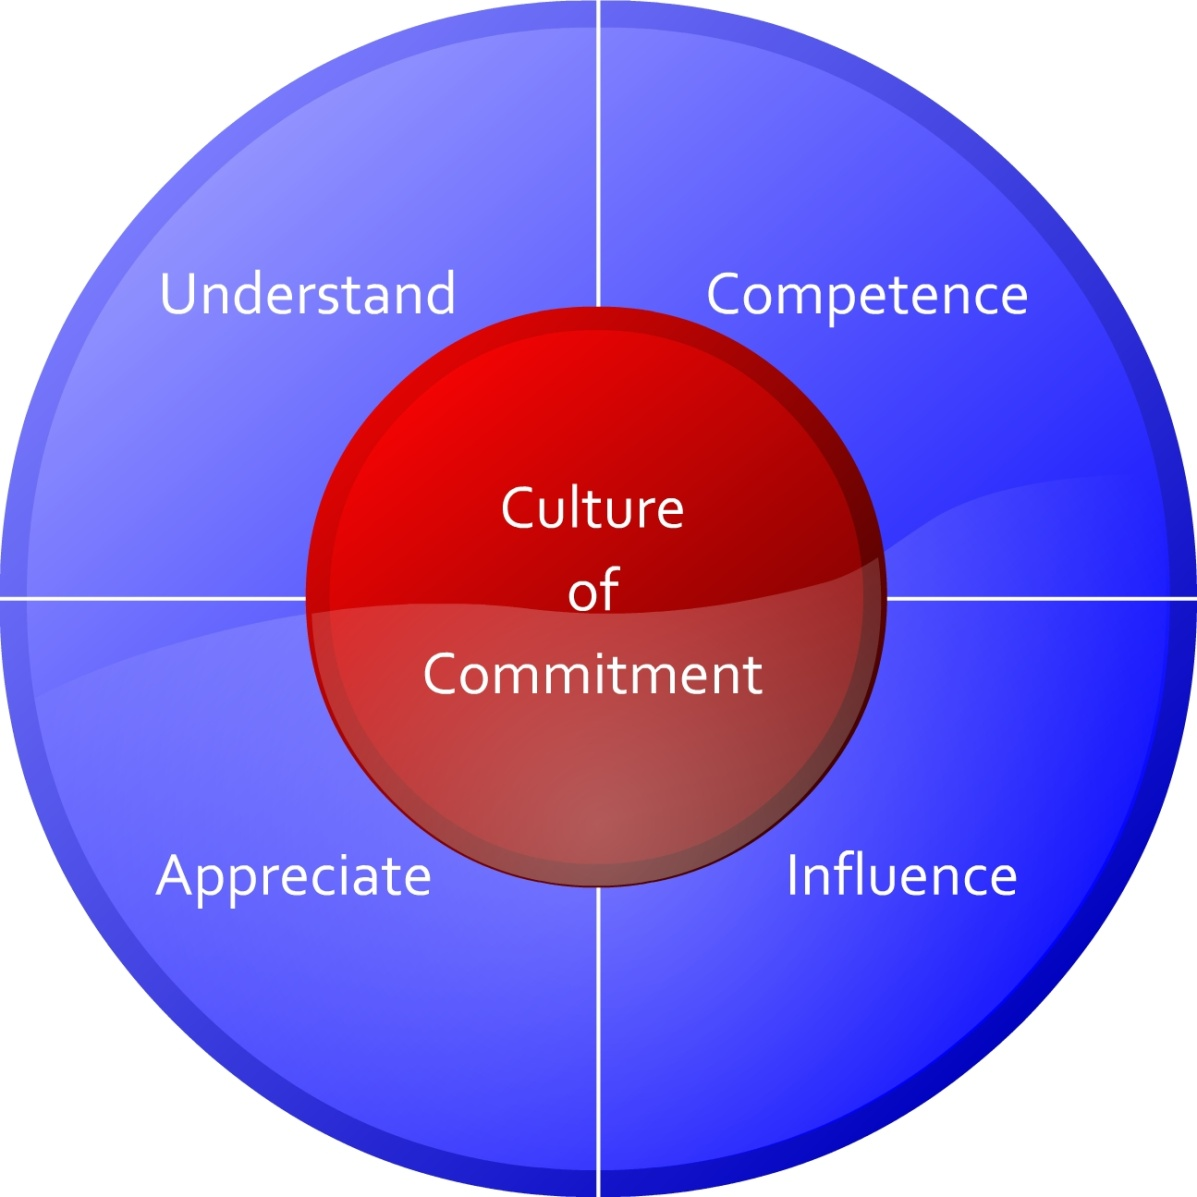 Understand
Competence
Culture
of
Commitment
Appreciate
Influence